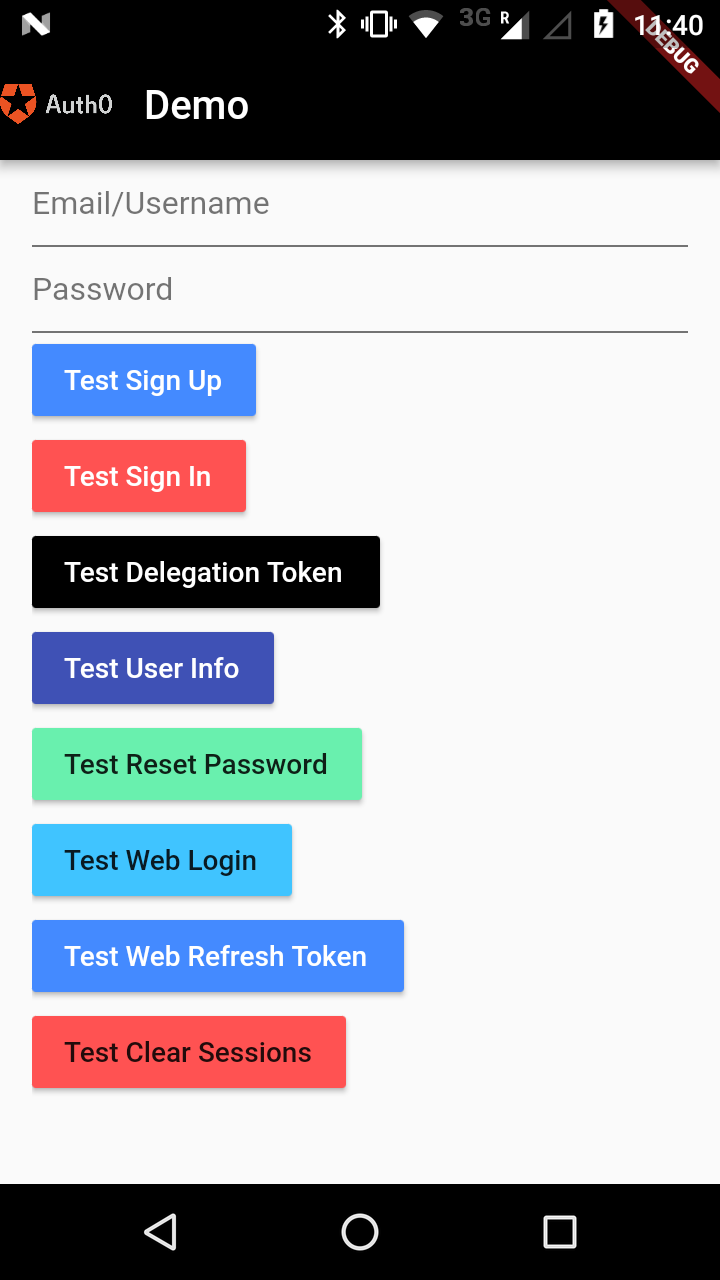 3G R 11:40
DEBUG
Auth0 Demo
Email/Username
Password
Test Sign Up
Test Sign In
Test Delegation Token
Test User Info
Test Reset Password
Test Web Login
Test Web Refresh Token
Test Clear Sessions